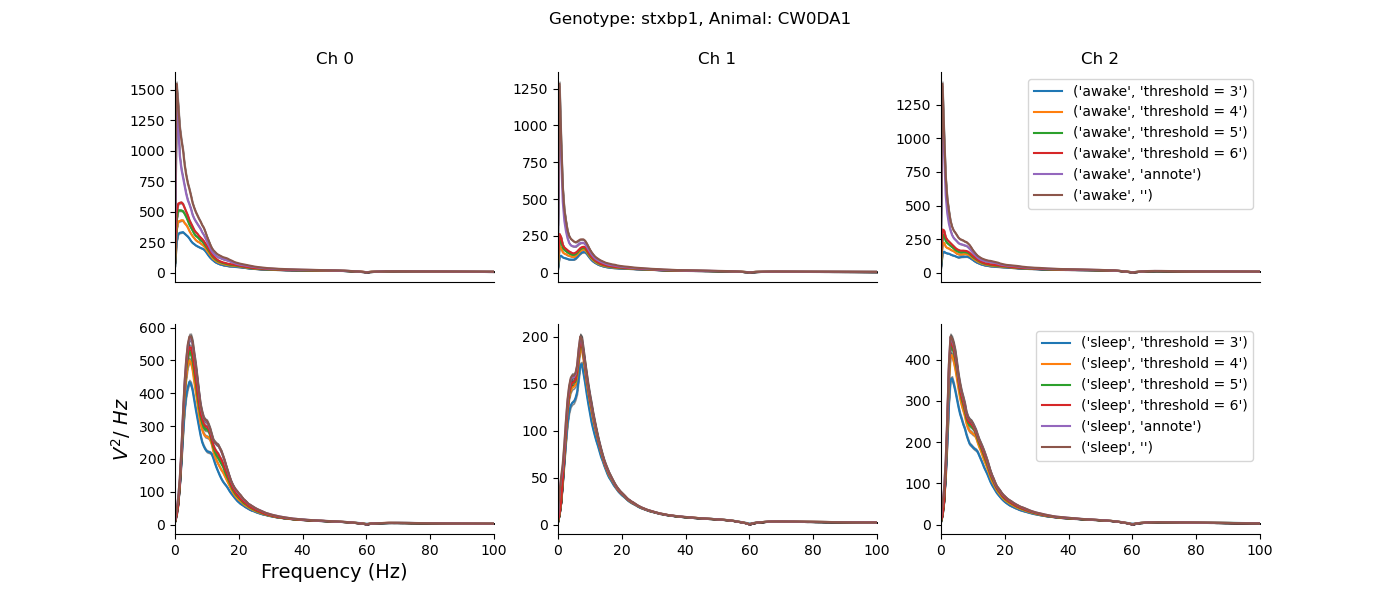 Genotype: stxbp1, Animal: CW0DA1
Ch 0
Ch 1
Ch 2
1500
1250
1000
750
500
250
0
1250
1000
750
500
250
0
1250
1000
750
500
250
0
('awake', 'threshold = 3')
('awake', 'threshold = 4')
('awake', 'threshold = 5')
('awake', 'threshold = 6')
('awake', 'annote')
('awake', '')
600
500
400
300
200
100
0
V²/ Hz
200
150
100
50
0
400
300
200
100
0
('sleep', 'threshold = 3')
('sleep', 'threshold = 4')
('sleep', 'threshold = 5')
('sleep', 'threshold = 6')
('sleep', 'annote')
('sleep', '')
0 20 40 60 80 100
0 20 40 60 80 100
0 20 40 60 80 100
Frequency (Hz)